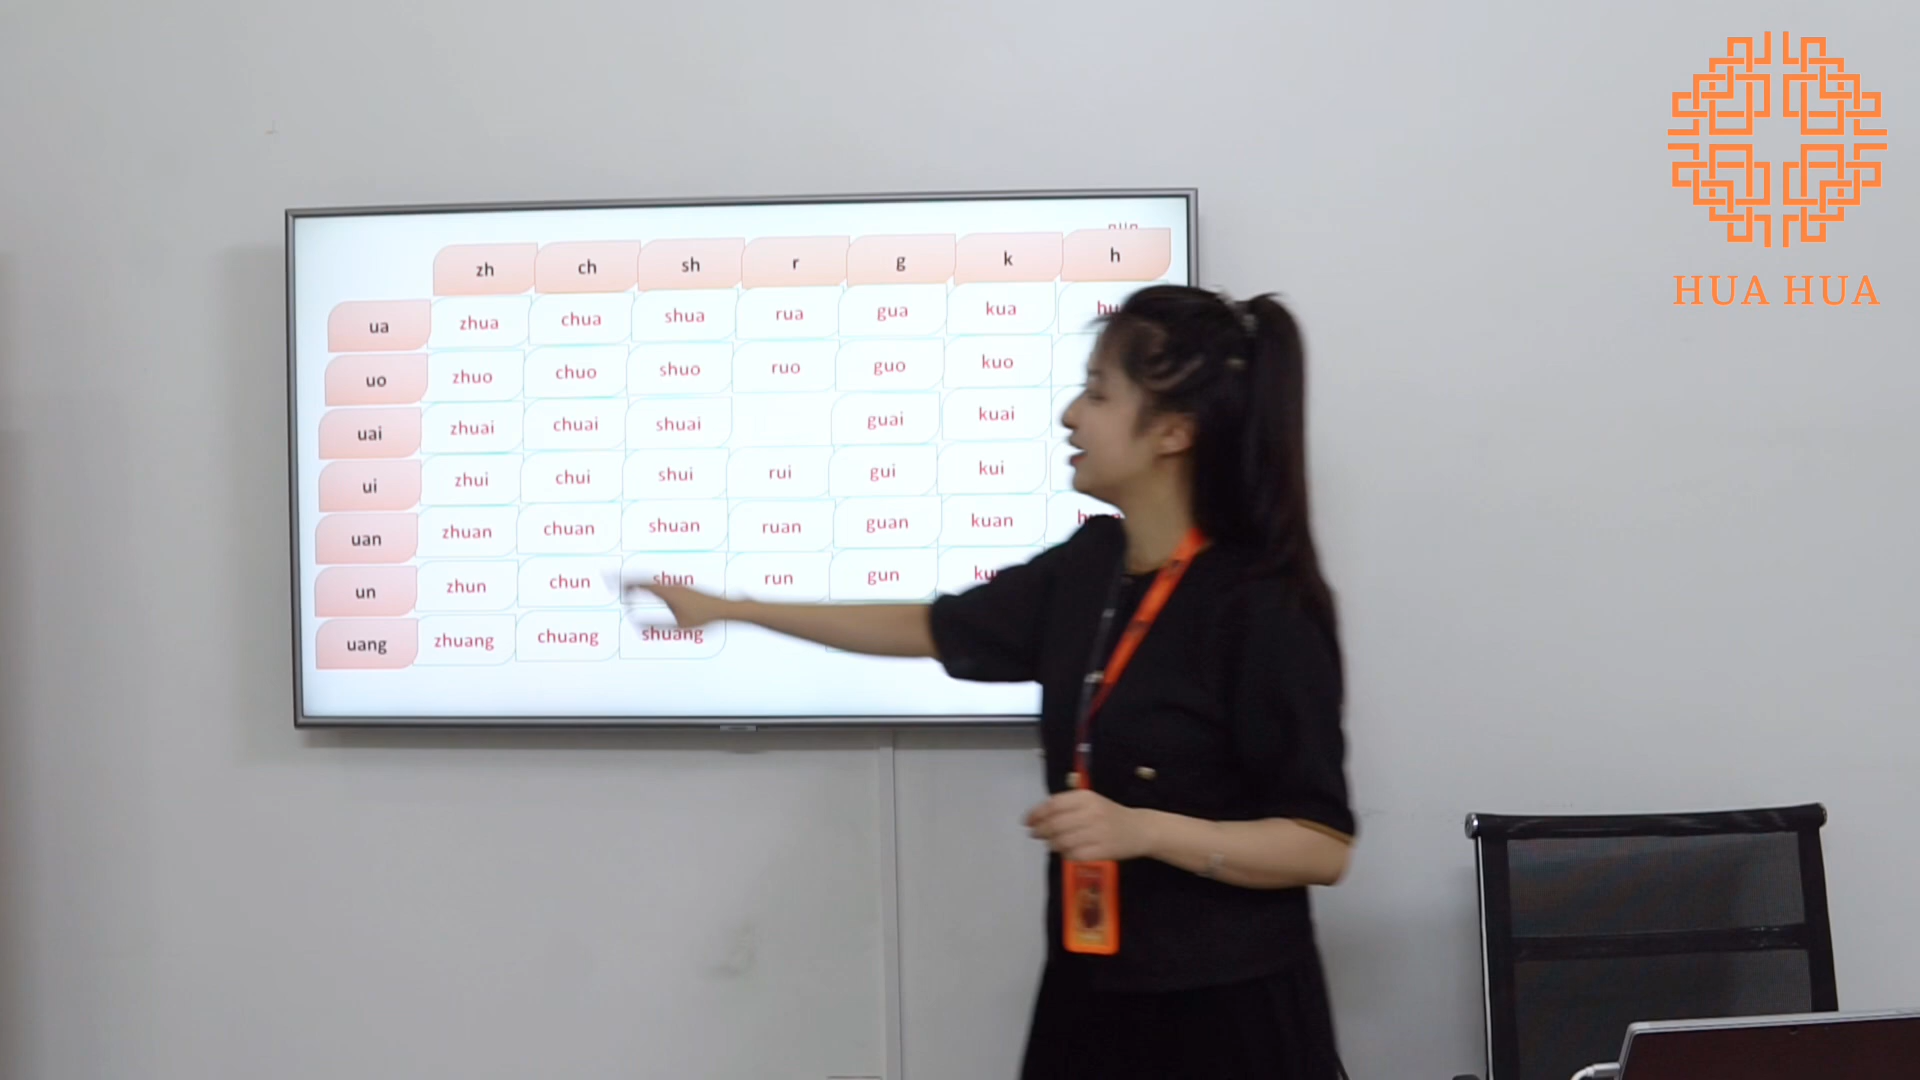 HUA HUA
zh ch sh r g k h
ua zhua chua shua rua gua kua
uo zhuo chuo shuo ruo guo kuo
uai zhuai chuai shuai guai kuai
ui zhui chui shui rui gui kui
uan zhuan chuan shuan ruan guan kuan
un zhun chun shun run gun
uang zhuang chuang shuang